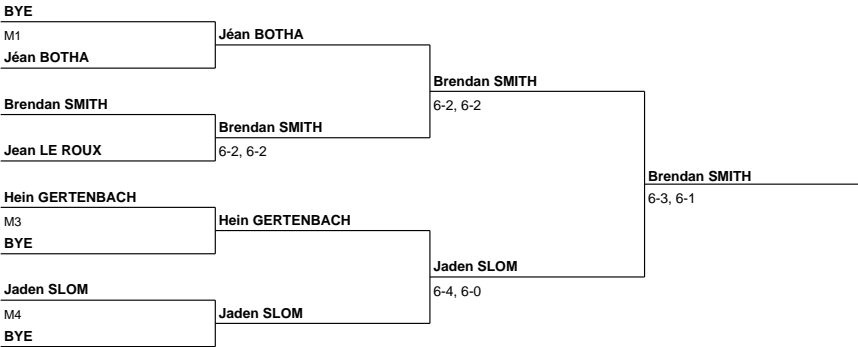 BYE
M1
Jéan BOTHA
Jéan BOTHA
Brendan SMITH
6-2, 6-2
Brendan SMITH
Brendan SMITH
6-2, 6-2
Jean LE ROUX
Brendan SMITH
6-3, 6-1
Hein GERTENBACH
M3
Hein GERTENBACH
BYE
Jaden SLOM
6-4, 6-0
Jaden SLOM
M4
Jaden SLOM
BYE